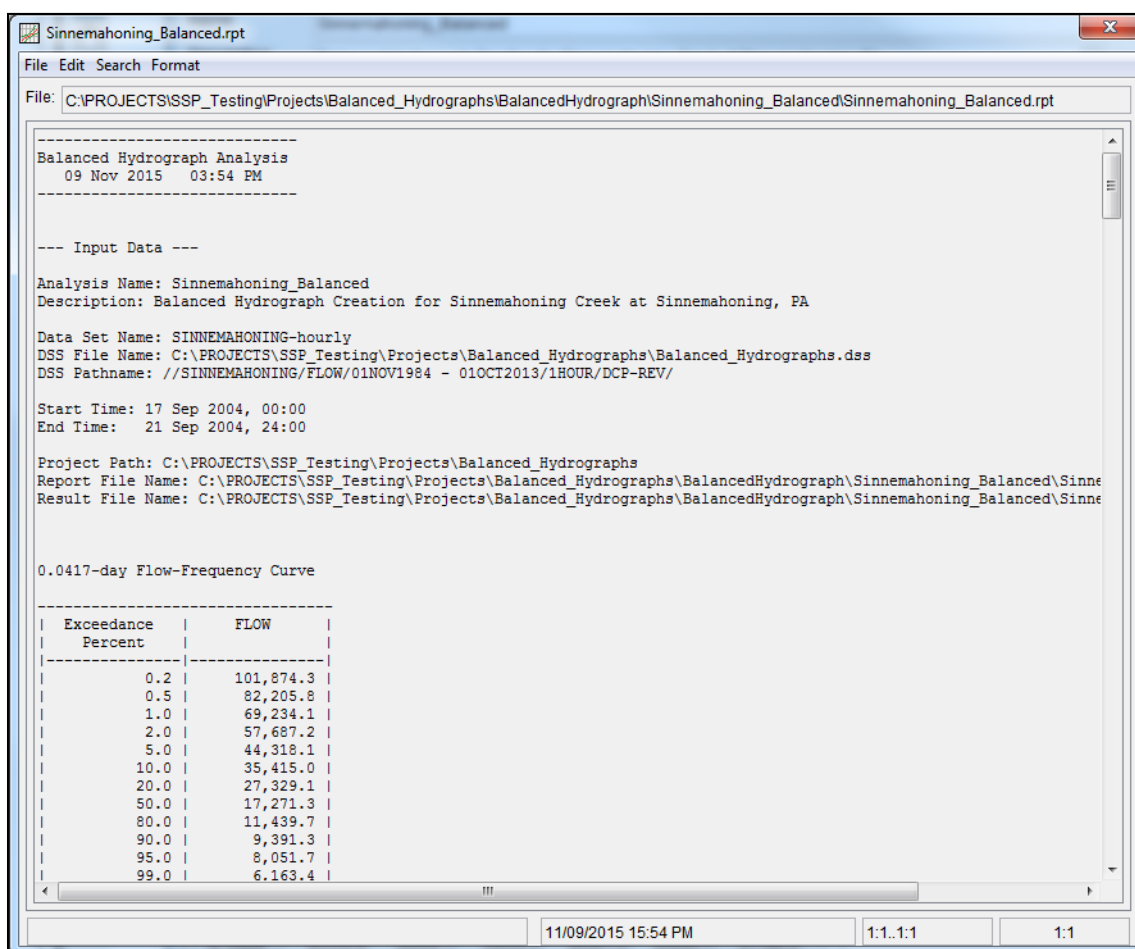 Sinnemahoning_Balanced.rpt
File Edit Search Format
File: C:\PROJECTS\SSP_Testing\Projects\Balanced_Hydrographs\BalancedHydrograph\Sinnemahoning_Balanced\Sinnemahoning_Balanced.rpt
-----------------------------
Balanced Hydrograph Analysis
09 Nov 2015   03:54 PM
-----------------------------
--- Input Data ---
Analysis Name: Sinnemahoning_Balanced
Description: Balanced Hydrograph Creation for Sinnemahoning Creek at Sinnemahoning, PA
Data Set Name: SINNEMAHONING-hourly
DSS File Name: C:\PROJECTS\SSP_Testing\Projects\Balanced_Hydrographs\Balanced_Hydrographs.dss
DSS Pathname: //SINNEMAHONING/FLOW/01NOV1984 - 01OCT2013/1HOUR/DCP-REV/
Start Time: 17 Sep 2004, 00:00
End Time:   21 Sep 2004, 24:00
Project Path: C:\PROJECTS\SSP_Testing\Projects\Balanced_Hydrographs
Report File Name: C:\PROJECTS\SSP_Testing\Projects\Balanced_Hydrographs\BalancedHydrograph\Sinnemahoning_Balanced\Sinne
Result File Name: C:\PROJECTS\SSP_Testing\Projects\Balanced_Hydrographs\BalancedHydrograph\Sinnemahoning_Balanced\Sinne
0.0417-day Flow-Frequency Curve
---------------------------------
|  Exceedance   |     FLOW      |
|    Percent    |               |
|---------------|---------------|
|           0.2 |     101,874.3 |
|           0.5 |      82,205.8 |
|           1.0 |      69,234.1 |
|           2.0 |      57,687.2 |
|           5.0 |      44,318.1 |
|          10.0 |      35,415.0 |
|          20.0 |      27,329.1 |
|          50.0 |      17,271.3 |
|          80.0 |      11,439.7 |
|          90.0 |       9,391.3 |
|          95.0 |       8,051.7 |
|          99.0 |       6,163.4 |
11/09/2015 15:54 PM 1:1..1:1 1:1